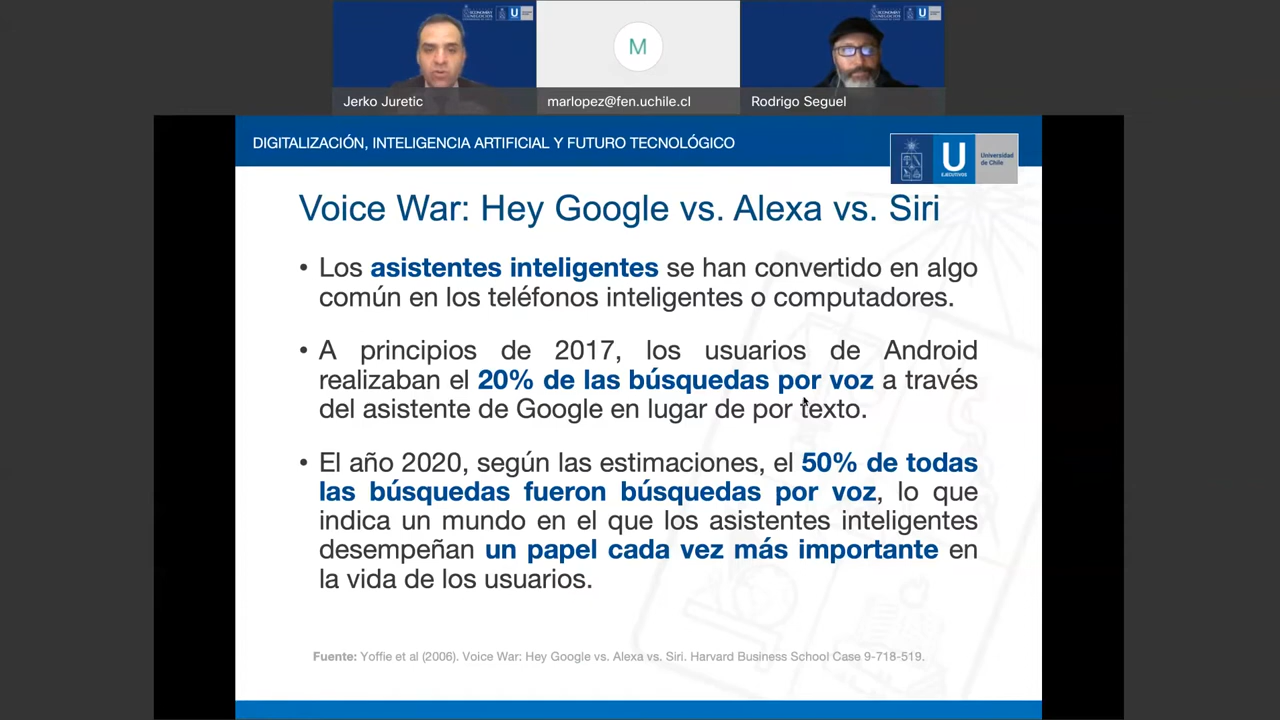 ECONOMÍA Y NEGOCIOS
U
U
M
Jerko Juretic
marlopez@fen.uchile.cl
Rodrigo Seguel
DIGITALIZACIÓN, INTELIGENCIA ARTIFICIAL Y FUTURO TECNOLÓGICO
U
EJECUTIVOS
Universidad
de Chile
Voice War: Hey Google vs. Alexa vs. Siri
• Los asistentes inteligentes se han convertido en algo
común en los teléfonos inteligentes o computadores.
• A principios de 2017, los usuarios de Android
realizaban el 20% de las búsquedas por voz a través
del asistente de Google en lugar de por texto.
• El año 2020, según las estimaciones, el 50% de todas
las búsquedas fueron búsquedas por voz, lo que
indica un mundo en el que los asistentes inteligentes
desempeñan un papel cada vez más importante en
la vida de los usuarios.
Fuente: Yoffie et al (2006). Voice War: Hey Google vs. Alexa vs. Siri. Harvard Business School Case 9-718-519.